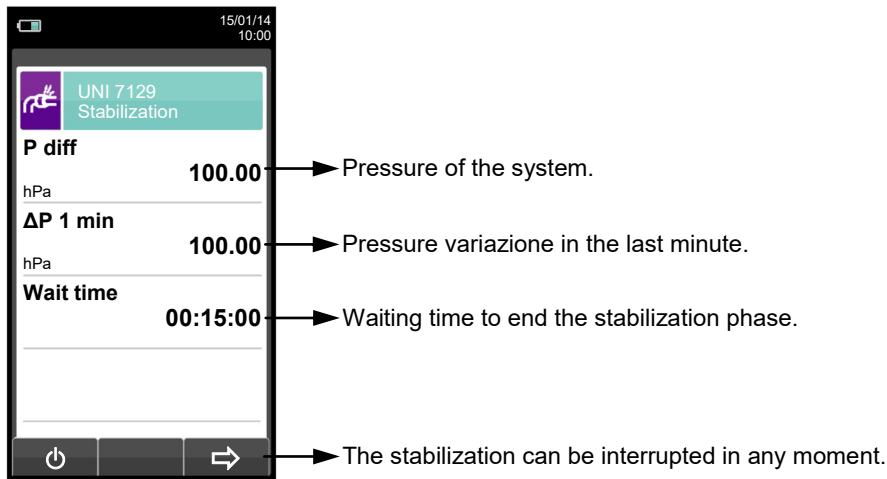 15/01/14
10:00
UNI 7129
Stabilization
P diff
100.00
hPa
Pressure of the system.
ΔP 1 min
100.00
hPa
Pressure variazione in the last minute.
Wait time
00:15:00
Waiting time to end the stabilization phase.
The stabilization can be interrupted in any moment.